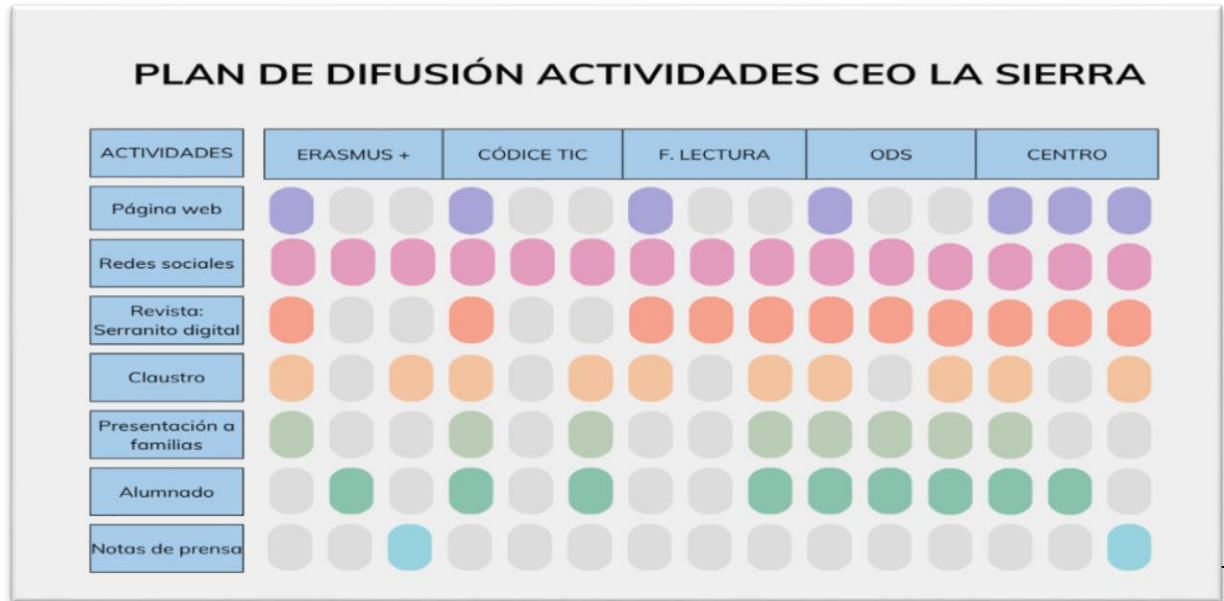 PLAN DE DIFUSIÓN ACTIVIDADES CEO LA SIERRA
ACTIVIDADES
ERASMUS +
CÓDICE TIC
F. LECTURA
ODS
CENTRO
Página web
Redes sociales
Revista:
Serranito digital
Claustro
Presentación a
familias
Alumnado
Notas de prensa